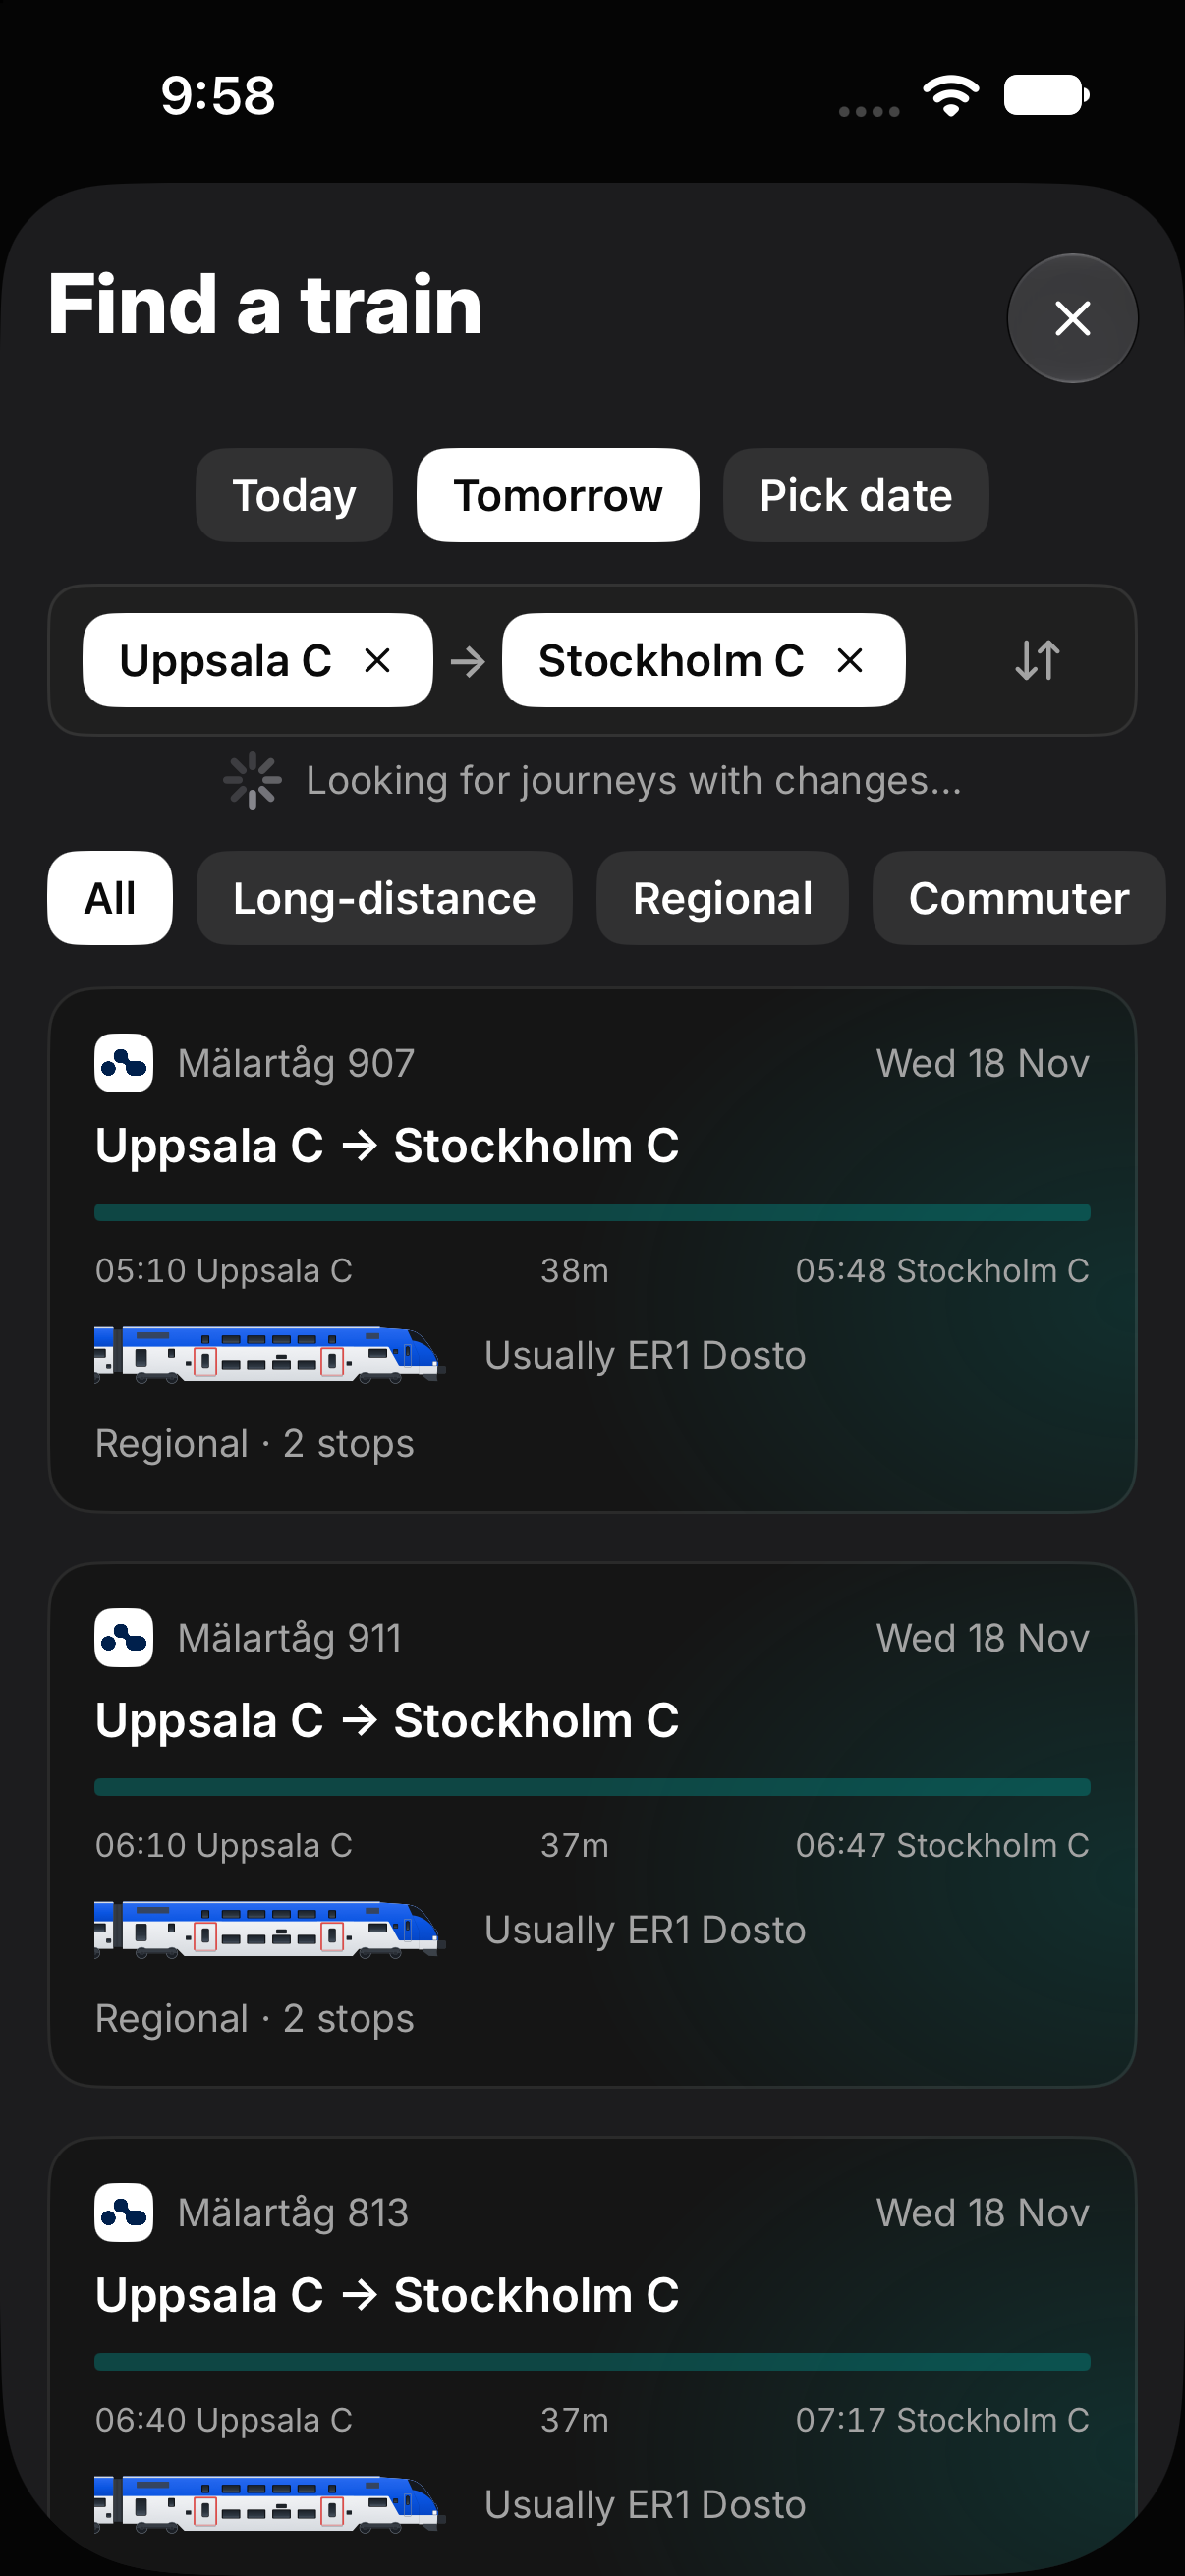 9:58
Find a train
Today Tomorrow Pick date
Uppsala C → Stockholm C
Looking for journeys with changes...
All Long-distance Regional Commuter
Mälartåg 907 Wed 18 Nov
Uppsala C → Stockholm C
05:10 Uppsala C 38m 05:48 Stockholm C
Usually ER1 Dosto
Regional · 2 stops
Mälartåg 911 Wed 18 Nov
Uppsala C → Stockholm C
06:10 Uppsala C 37m 06:47 Stockholm C
Usually ER1 Dosto
Regional · 2 stops
Mälartåg 813 Wed 18 Nov
Uppsala C → Stockholm C
06:40 Uppsala C 37m 07:17 Stockholm C
Usually ER1 Dosto